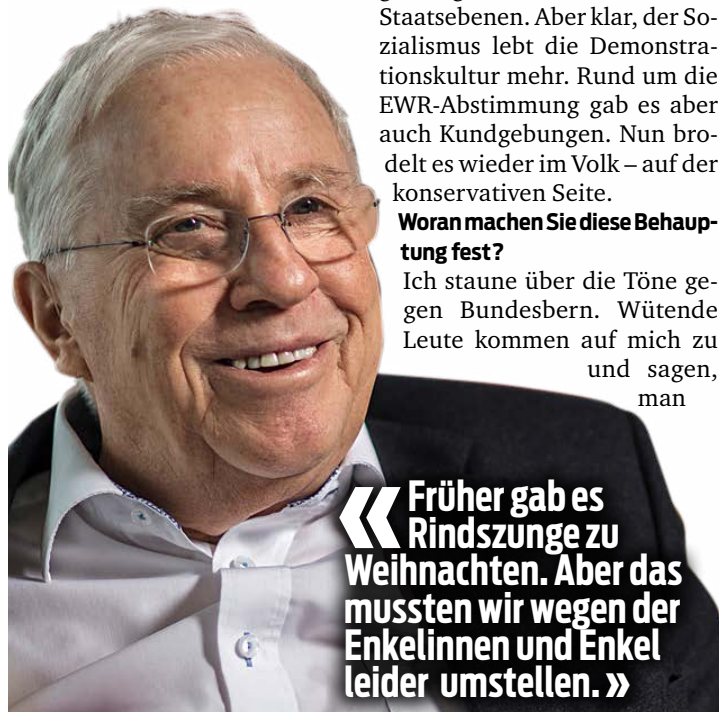 Staatsebenen. Aber klar, der So-
zialismus lebt die Demonstra-
tionskultur mehr. Rund um die
EWR-Abstimmung gab es aber
auch Kundgebungen. Nun bro-
delt es wieder im Volk – auf der
konservativen Seite.
Woran machen Sie diese Behaup-
tung fest?
Ich staune über die Töne ge-
gen Bundesbern. Wütende
Leute kommen auf mich zu
und sagen,
man
«Früher gab es
Rindszunge zu
Weihnachten. Aber das
mussten wir wegen der
Enkelinnen und Enkel
leider umstellen.»